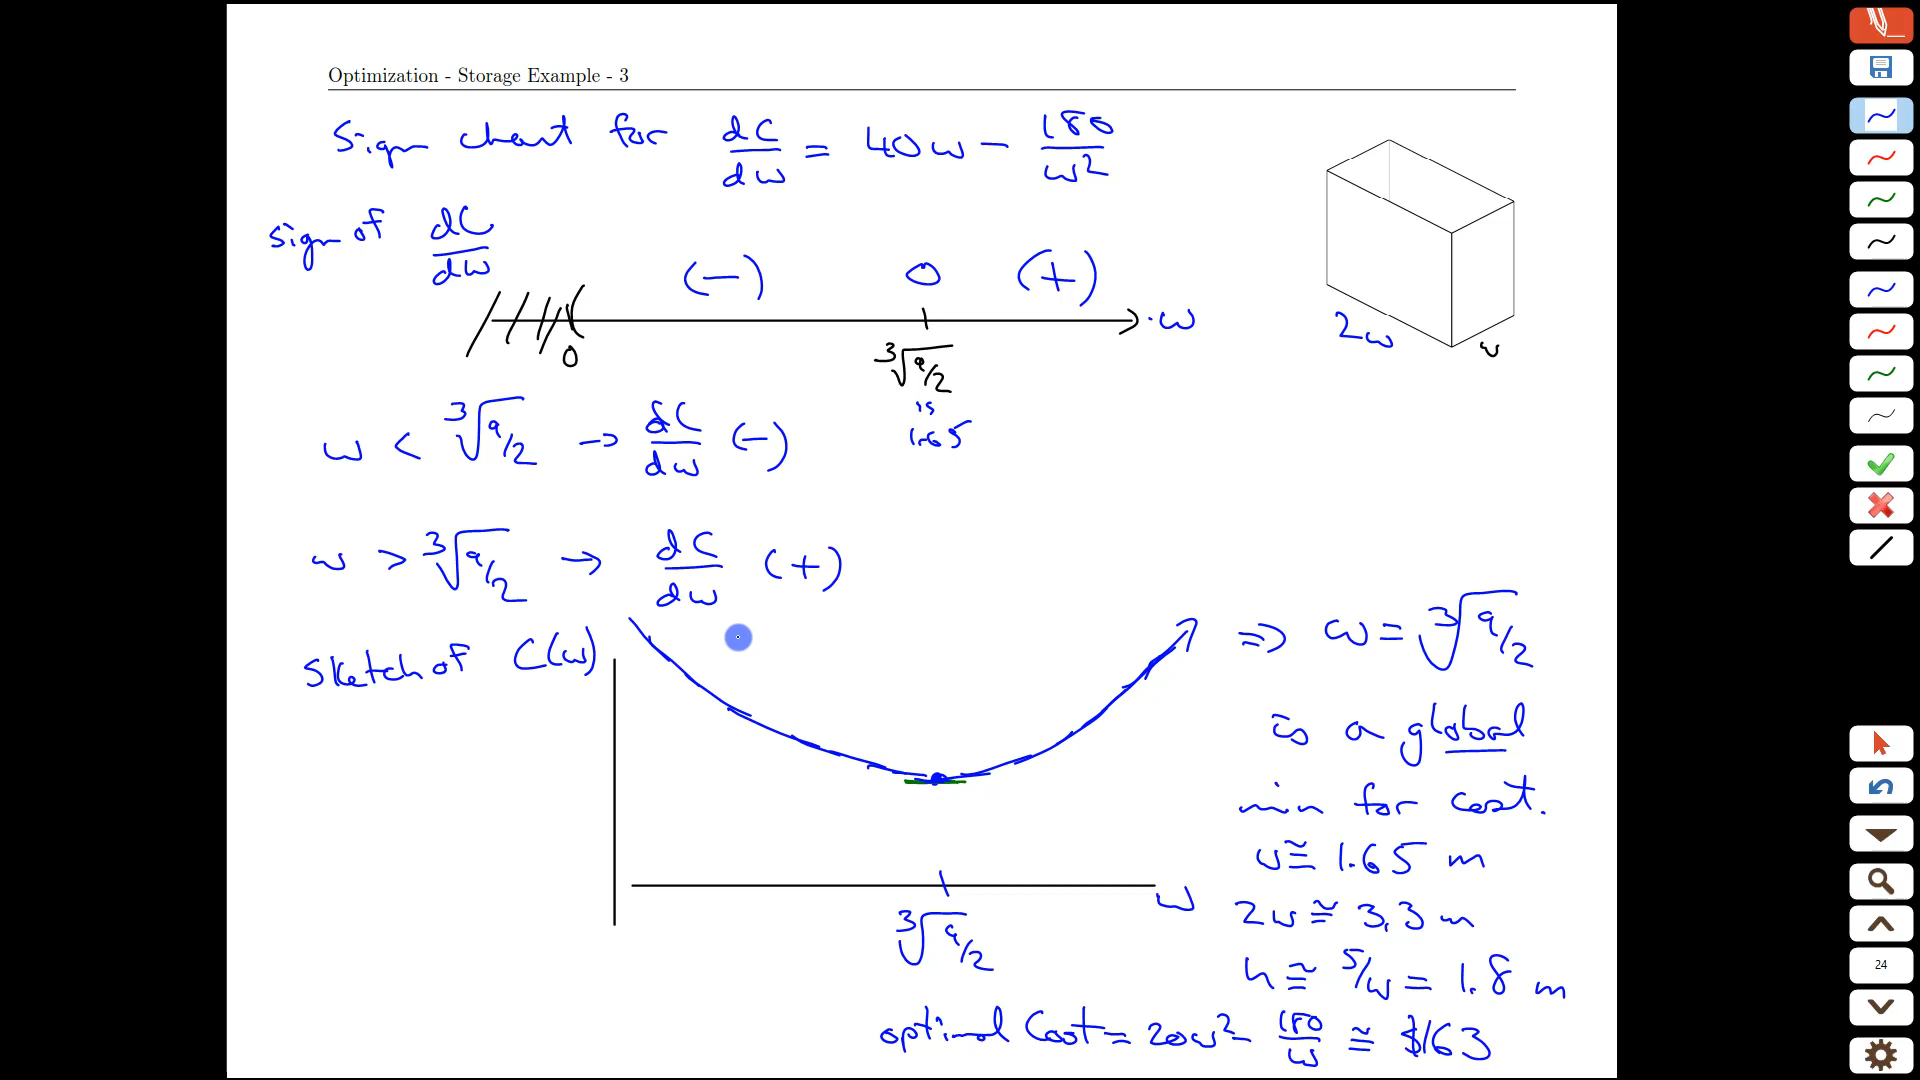 Optimization - Storage Example - 3
Sign chart for dC/dw = 40w - 180/w²
sign of dC/dw
(-) 0 (+)
0 ∛9/2 w
is
1.65
2w w
w < ∛9/2 → dC/dw (-)
w > ∛9/2 → dC/dw (+)
Sketch of C(w)
w
∛9/2
⇒ w = ∛9/2
is a global
min for cost.
w ≅ 1.65 m
2w ≅ 3.3 m
h ≅ 5/w = 1.8 m
optimal Cost = 20w² - 180/w ≅ $163
24